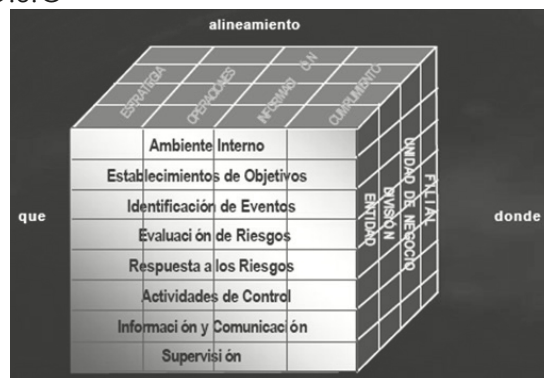 alineamiento
ESTRATEGIA
OPERACIONES
INFORMACIÓN
CUMPLIMIENTO
que
Ambiente Interno
Establecimientos de Objetivos
Identificación de Eventos
Evaluación de Riesgos
Respuesta a los Riesgos
Actividades de Control
Información y Comunicación
Supervisión
ENTIDAD
DIVISIÓN
UNIDAD DE NEGOCIO
FILIAL
donde